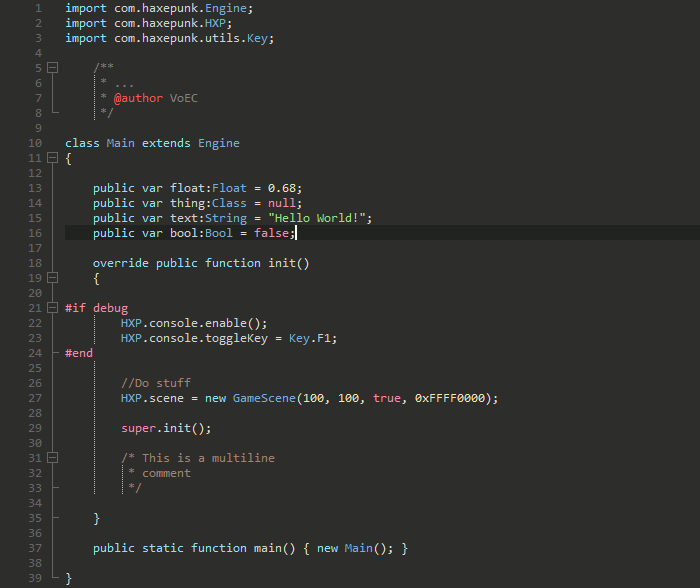 1 import com.haxepunk.Engine;
2 import com.haxepunk.HXP;
3 import com.haxepunk.utils.Key;
4
5 /**
6 * ...
7 * @author VoEC
8 */
9
10 class Main extends Engine
11 {
12
13 public var float:Float = 0.68;
14 public var thing:Class = null;
15 public var text:String = "Hello World!";
16 public var bool:Bool = false;
17
18 override public function init()
19 {
20
21 #if debug
22 HXP.console.enable();
23 HXP.console.toggleKey = Key.F1;
24 #end
25
26 //Do stuff
27 HXP.scene = new GameScene(100, 100, true, 0xFFFF0000);
28
29 super.init();
30
31 /* This is a multiline
32 * comment
33 */
34
35 }
36
37 public static function main() { new Main(); }
38
39 }